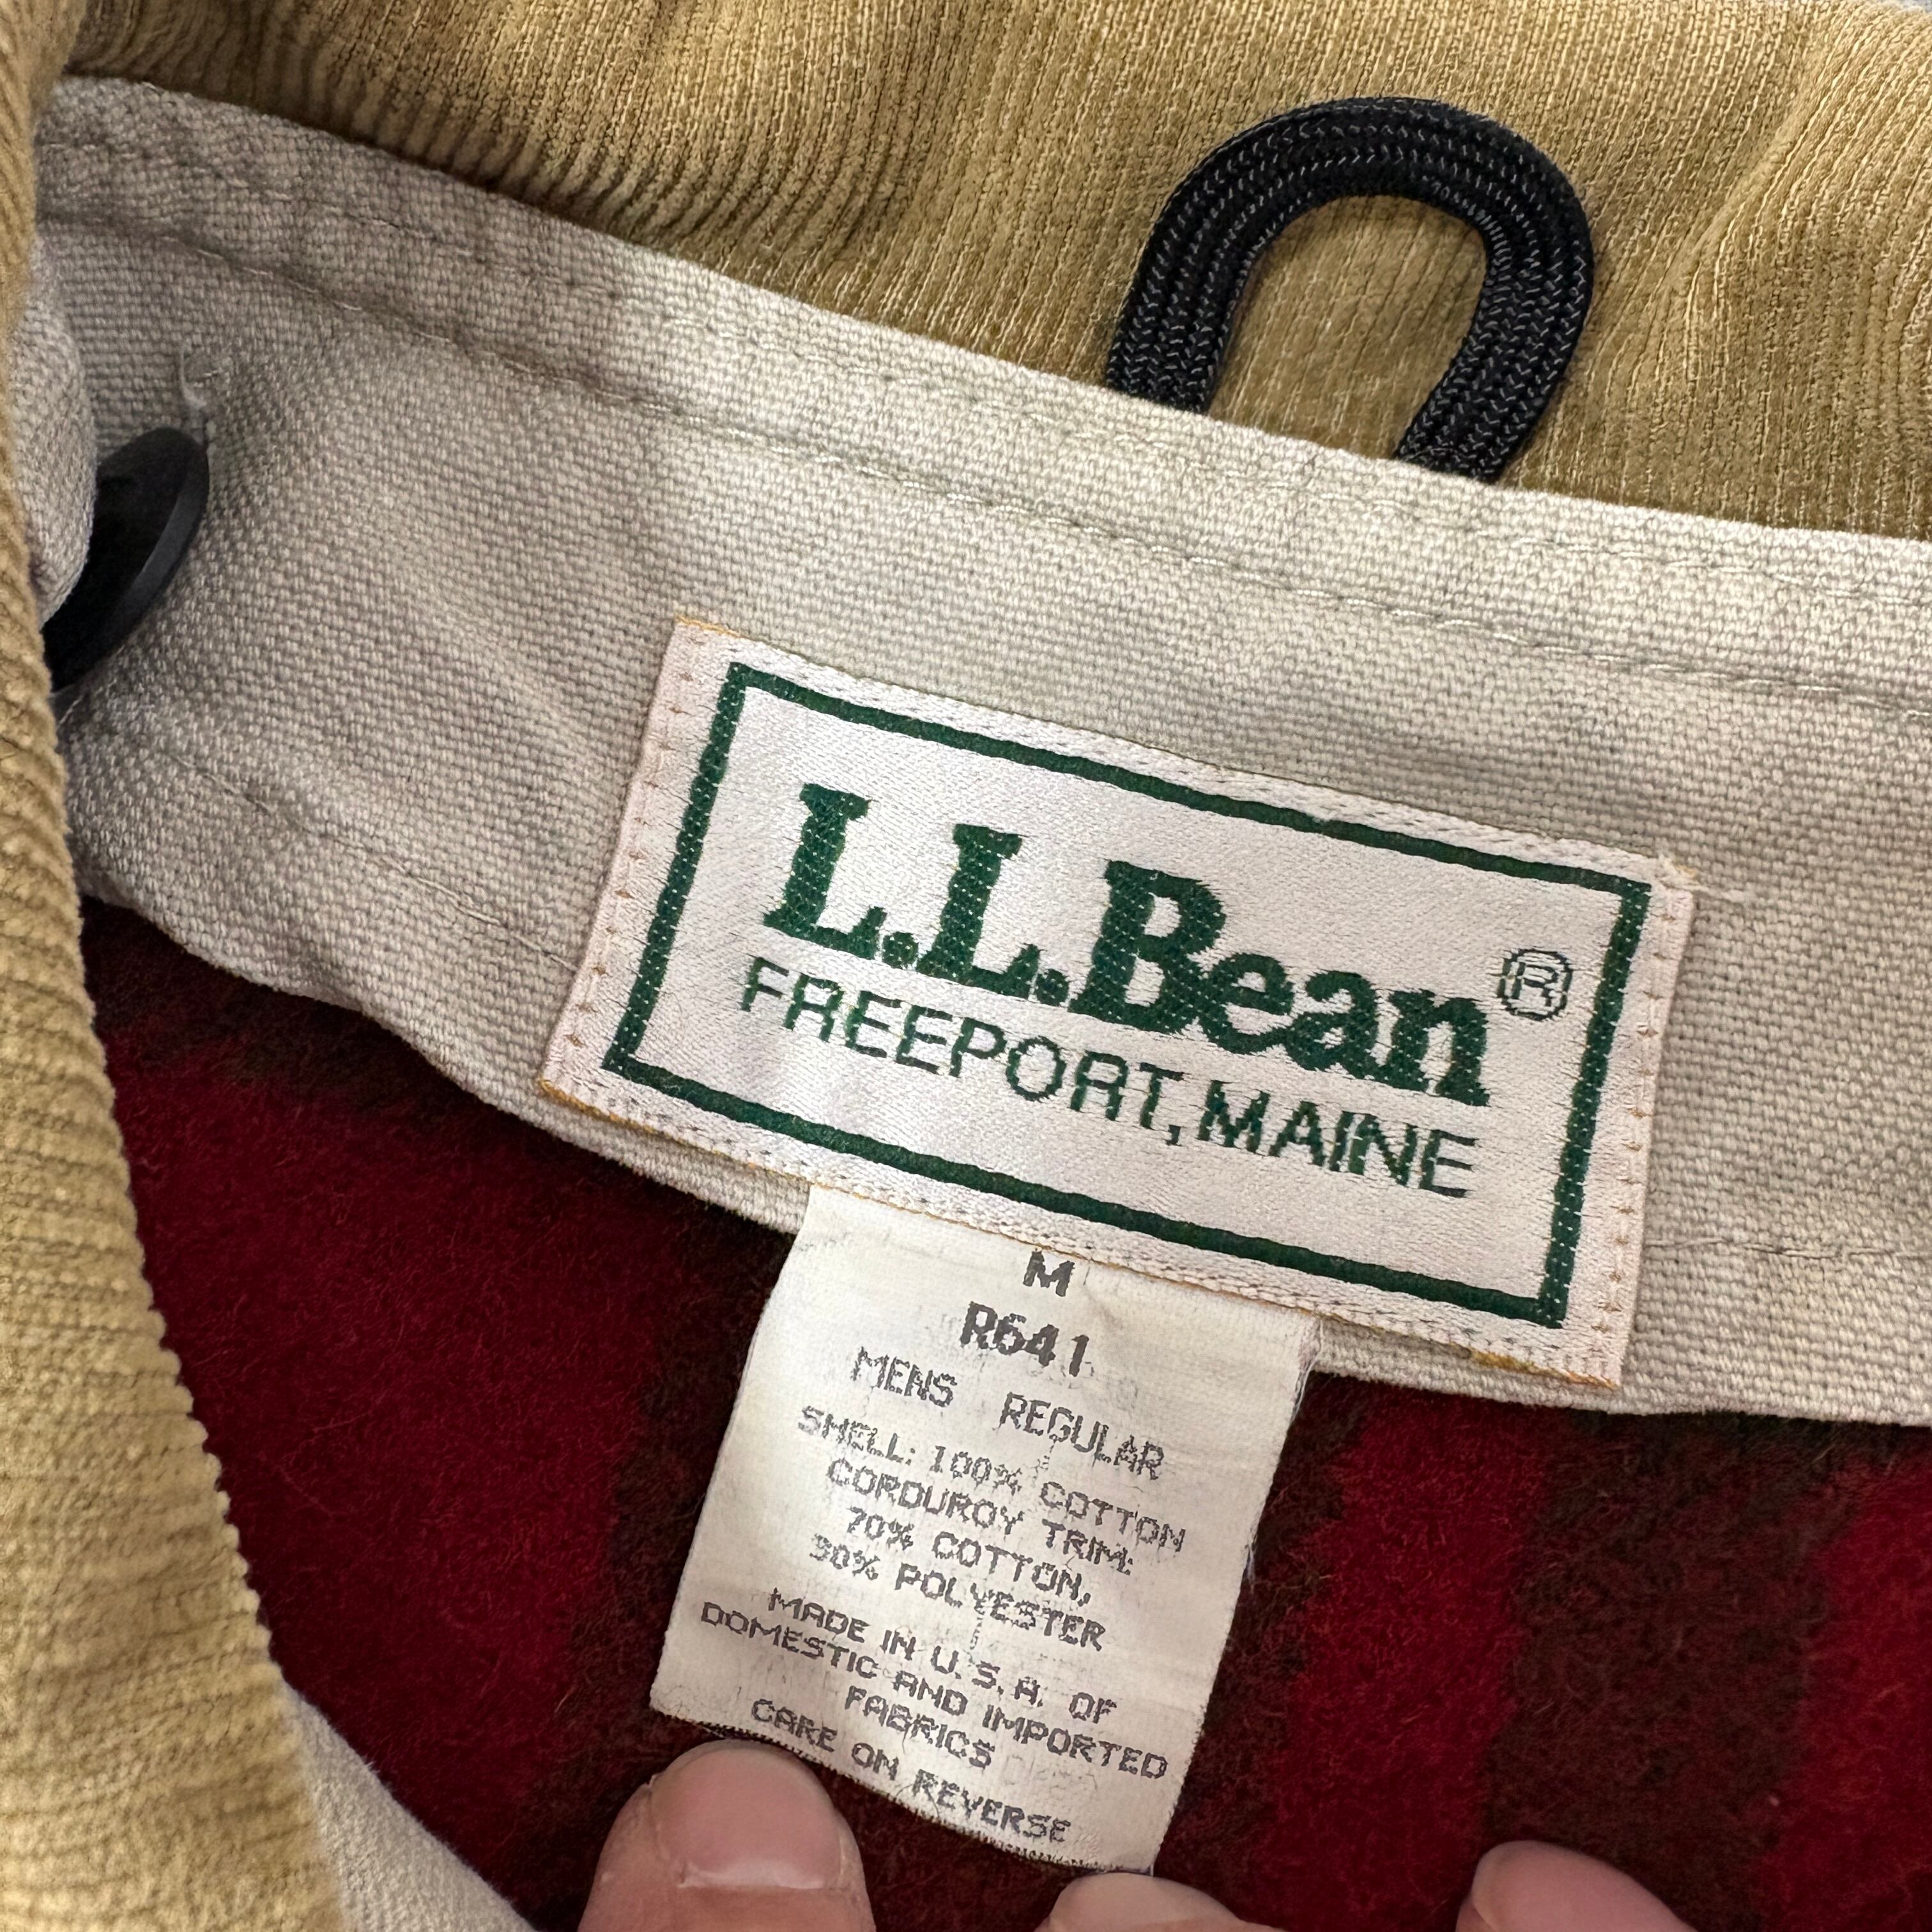 L.L.Bean®
FREEPORT, MAINE
M
R641
MENS REGULAR
SHELL: 100% COTTON
CORDUROY TRIM:
70% COTTON,
30% POLYESTER
MADE IN U.S.A. OF
DOMESTIC AND IMPORTED
FABRICS
CARE ON REVERSE